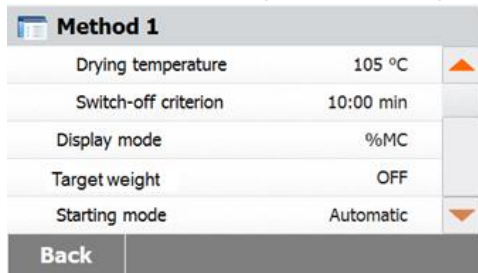 Method 1
Drying temperature 105 ºC
Switch-off criterion 10:00 min
Display mode %MC
Target weight OFF
Starting mode Automatic
Back